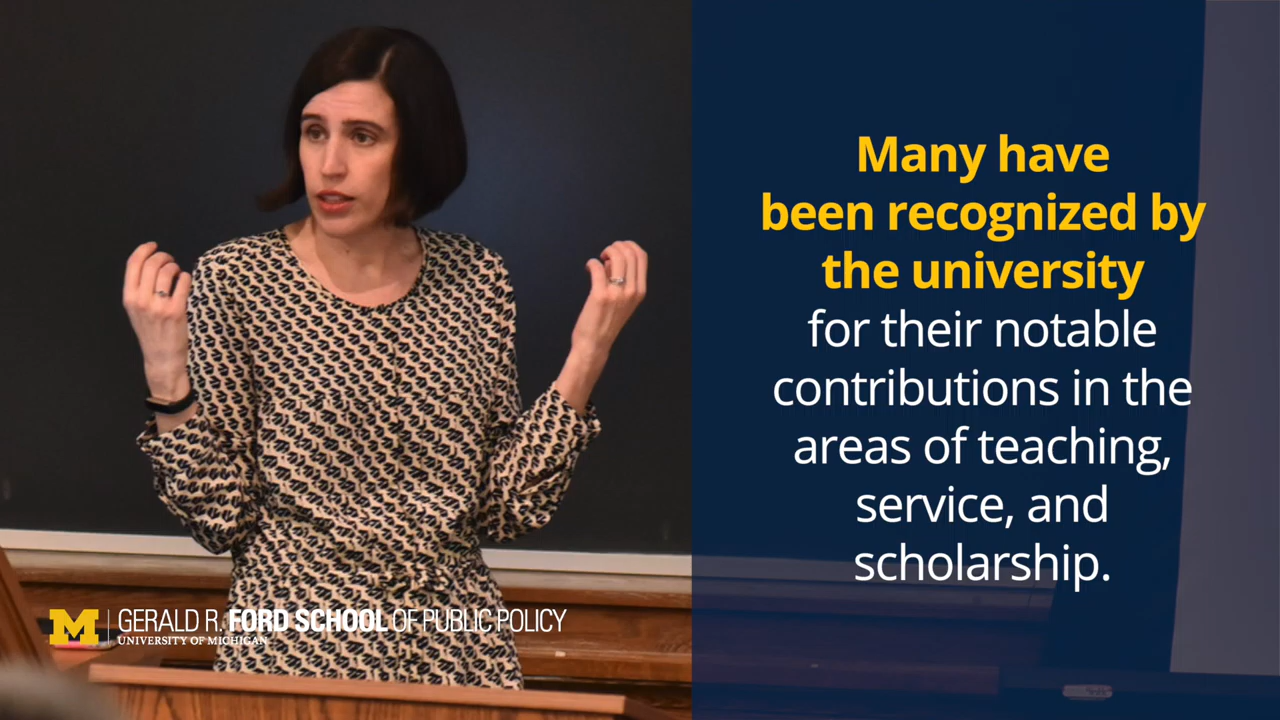 Many have
been recognized by
the university
for their notable
contributions in the
areas of teaching,
service, and
scholarship.
M GERALD R. FORD SCHOOL OF PUBLIC POLICY
UNIVERSITY OF MICHIGAN